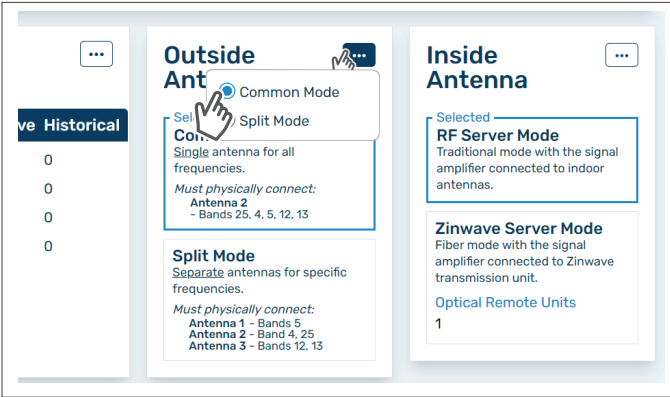 ve Historical
0
0
0
0
Outside
Ant
Common Mode
Split Mode
Sel
Co
Single antenna for all
frequencies.
Must physically connect:
Antenna 2
- Bands 25, 4, 5, 12, 13
Split Mode
Separate antennas for specific
frequencies.
Must physically connect:
Antenna 1 - Bands 5
Antenna 2 - Band 4, 25
Antenna 3 - Bands 12, 13
Inside
Antenna
Selected
RF Server Mode
Traditional mode with the signal
amplifier connected to indoor
antennas.
Zinwave Server Mode
Fiber mode with the signal
amplifier connected to Zinwave
transmission unit.
Optical Remote Units
1